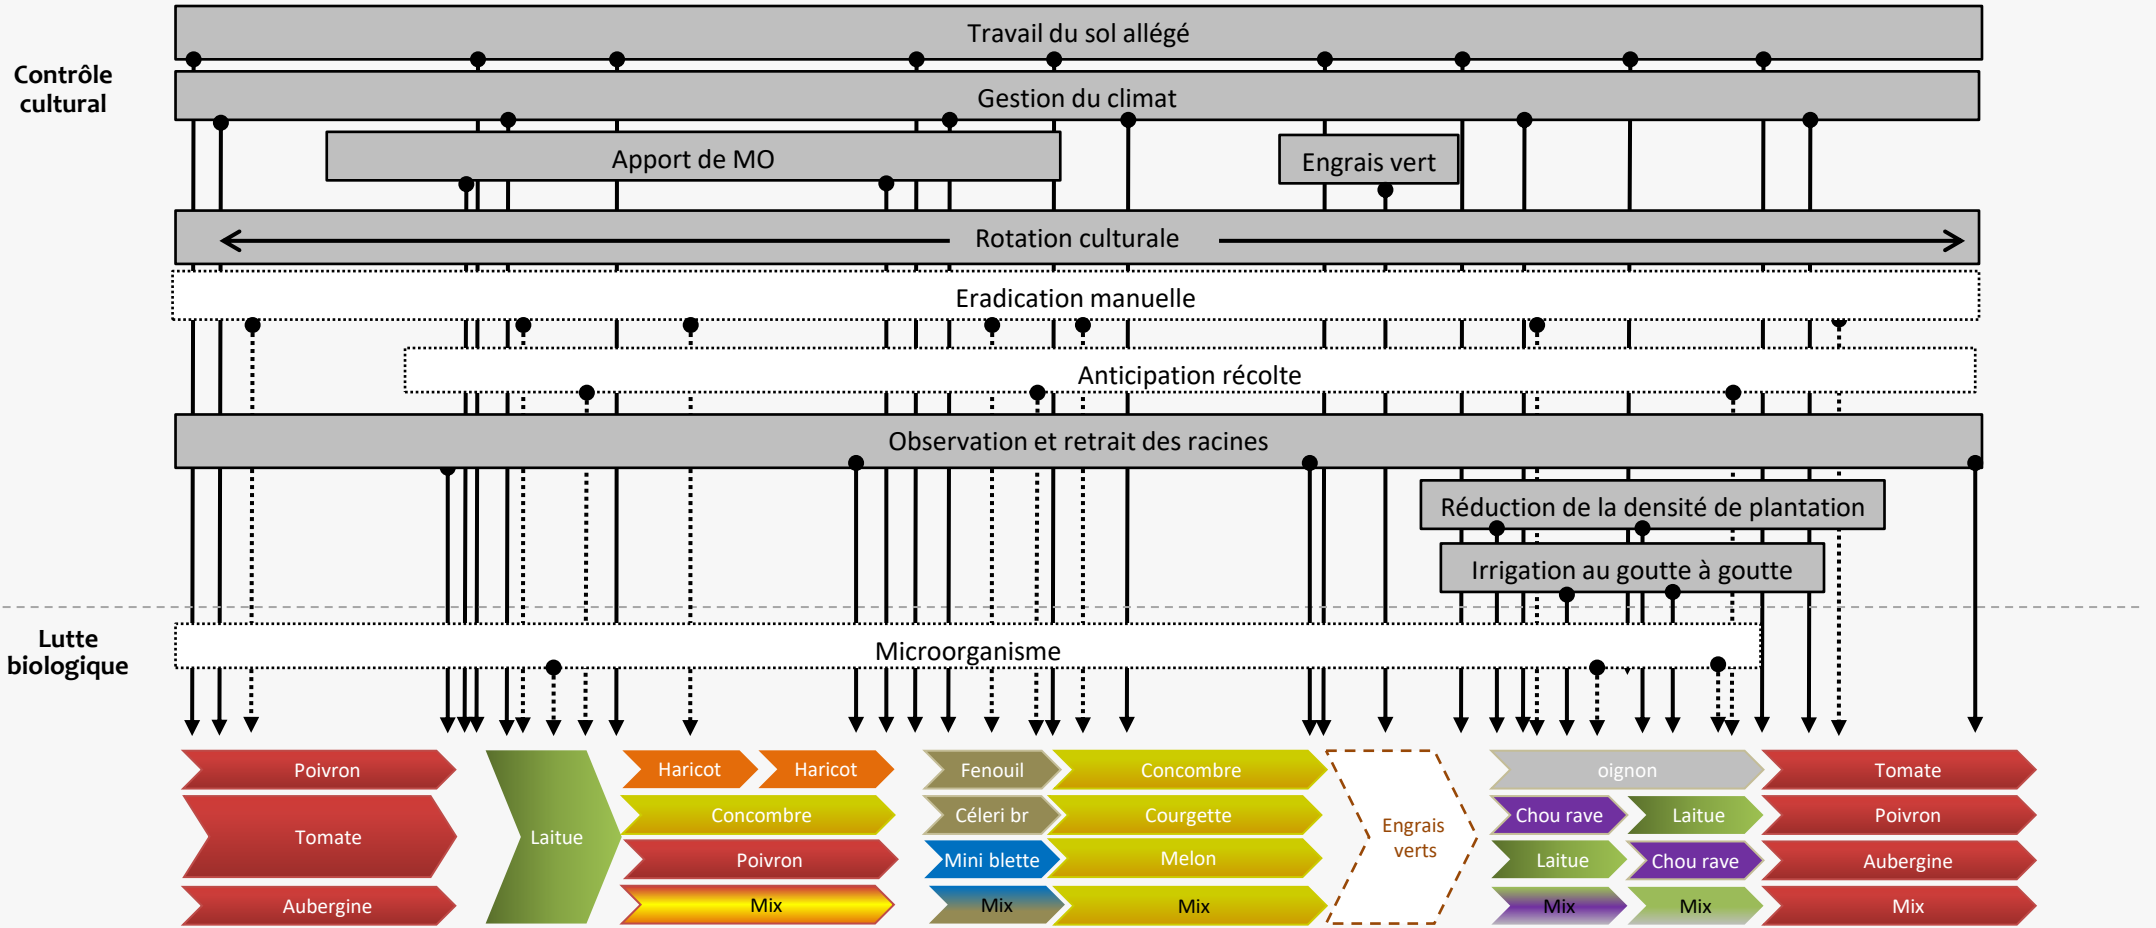 Travail du sol allégé
Contrôle
cultural
Gestion du climat
Apport de MO
Engrais vert
Rotation culturale
Eradication manuelle
Anticipation récolte
Observation et retrait des racines
Réduction de la densité de plantation
Irrigation au goutte à goutte
Lutte
biologique
Microorganisme
Poivron
Tomate
Aubergine
Laitue
Haricot
Haricot
Concombre
Poivron
Mix
Fenouil
Céleri br
Mini blette
Mix
Concombre
Courgette
Melon
Mix
Engrais
verts
oignon
Chou rave
Laitue
Laitue
Chou rave
Mix
Mix
Tomate
Poivron
Aubergine
Mix